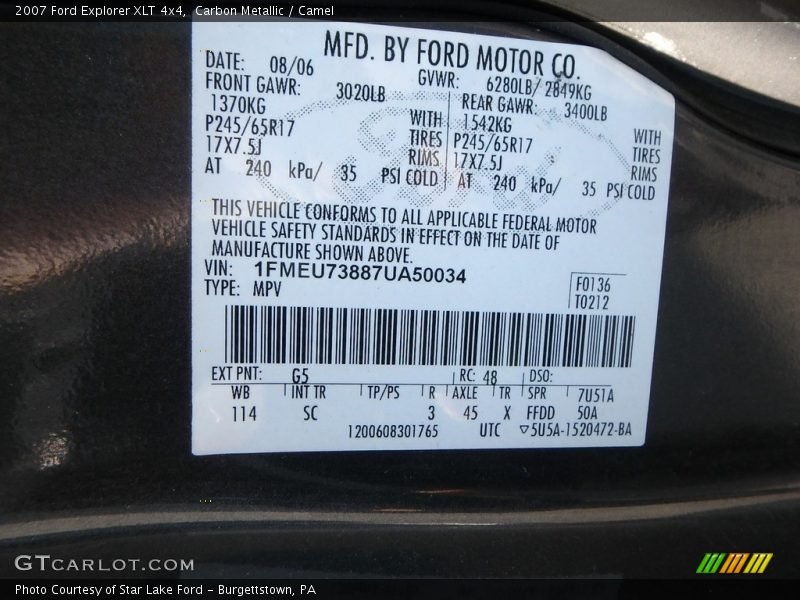 2007 Ford Explorer XLT 4x4, Carbon Metallic / Camel
MFD. BY FORD MOTOR CO.
DATE: 08/06 GVWR: 6280LB/ 2849KG
FRONT GAWR: 3020LB REAR GAWR: 3400LB
1370KG WITH 1542KG WITH
P245/65R17 TIRES P245/65R17 TIRES
17X7.5J RIMS 17X7.5J RIMS
AT 240 kPa/ 35 PSI COLD AT 240 kPa/ 35 PSI COLD
THIS VEHICLE CONFORMS TO ALL APPLICABLE FEDERAL MOTOR
VEHICLE SAFETY STANDARDS IN EFFECT ON THE DATE OF
MANUFACTURE SHOWN ABOVE.
VIN: 1FMEU73887UA50034
TYPE: MPV
F0136
T0212
EXT PNT: G5 RC: 48 DSO:
WB INT TR TP/PS R AXLE TR SPR 7U51A
114 SC 3 45 X FFDD 50A
1200608301765 UTC ▽5U5A-1520472-BA
GTCARLOT.COM
Photo Courtesy of Star Lake Ford - Burgettstown, PA